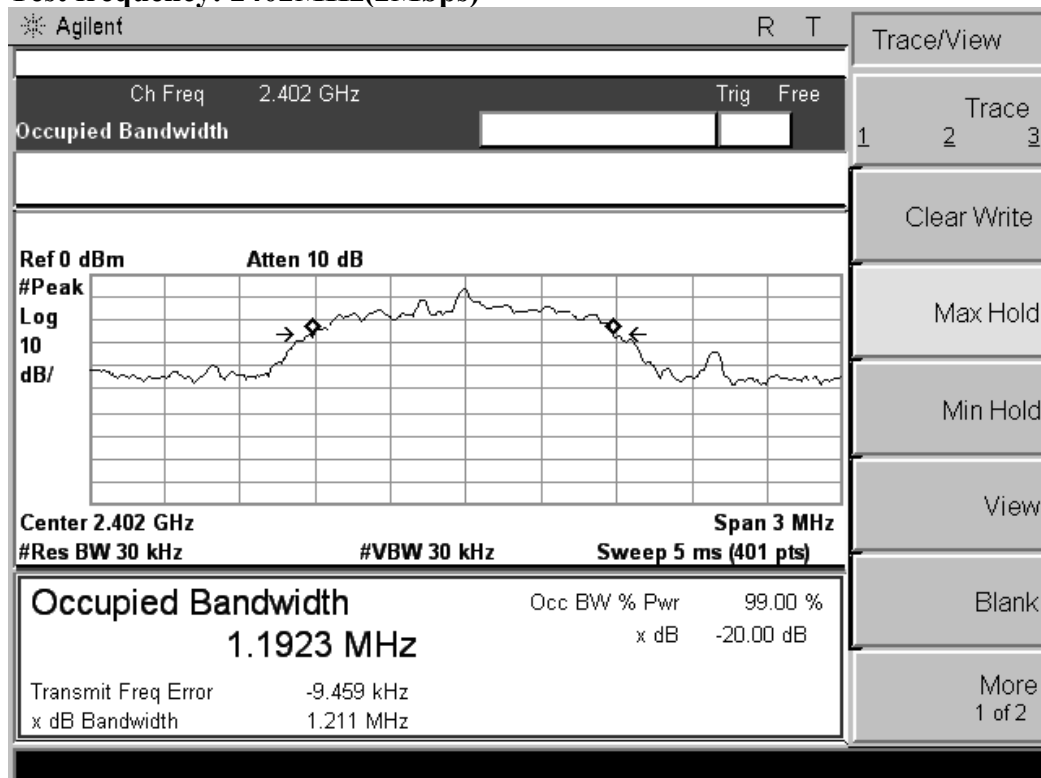 Test frequency: 2402MHz(2Mbps)
Agilent R T
Trace/View
Ch Freq 2.402 GHz Trig Free
Occupied Bandwidth
Trace
1 2 3
Clear Write
Ref 0 dBm Atten 10 dB
#Peak
Log
10
dB/
Max Hold
Min Hold
View
Center 2.402 GHz Span 3 MHz
#Res BW 30 kHz #VBW 30 kHz Sweep 5 ms (401 pts)
Occupied Bandwidth
1.1923 MHz
Occ BW % Pwr 99.00 %
x dB -20.00 dB
Transmit Freq Error -9.459 kHz
x dB Bandwidth 1.211 MHz
Blank
More
1 of 2